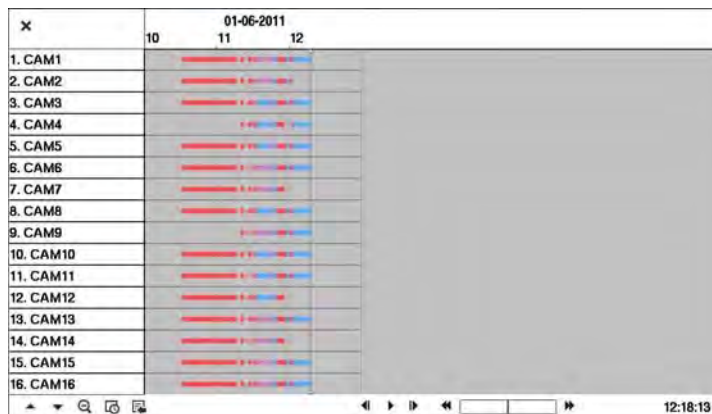 01-06-2011
10 11 12
1. CAM1
2. CAM2
3. CAM3
4. CAM4
5. CAM5
6. CAM6
7. CAM7
8. CAM8
9. CAM9
10. CAM10
11. CAM11
12. CAM12
13. CAM13
14. CAM14
15. CAM15
16. CAM16
12:18:13